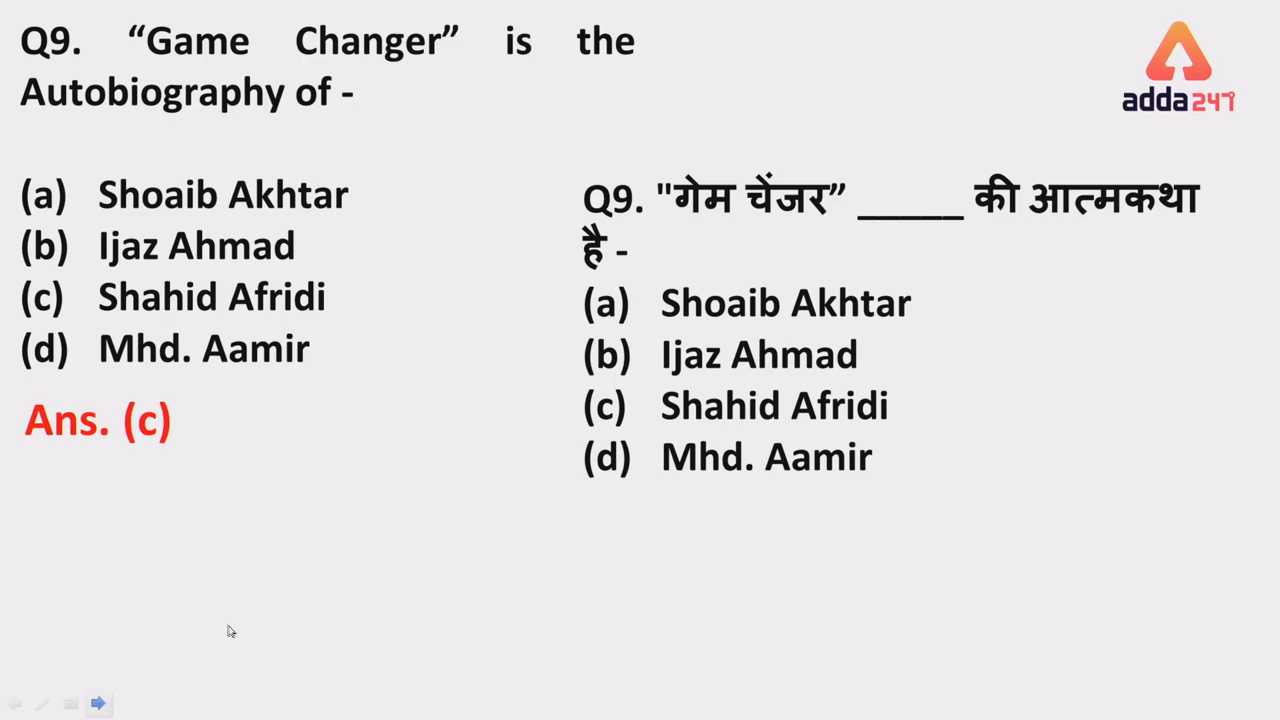 Q9. “Game Changer” is the
Autobiography of -
(a) Shoaib Akhtar
(b) Ijaz Ahmad
(c) Shahid Afridi
(d) Mhd. Aamir
Ans. (c)
adda247
Q9. "गेम चेंजर” _____ की आत्मकथा
है -
(a) Shoaib Akhtar
(b) Ijaz Ahmad
(c) Shahid Afridi
(d) Mhd. Aamir